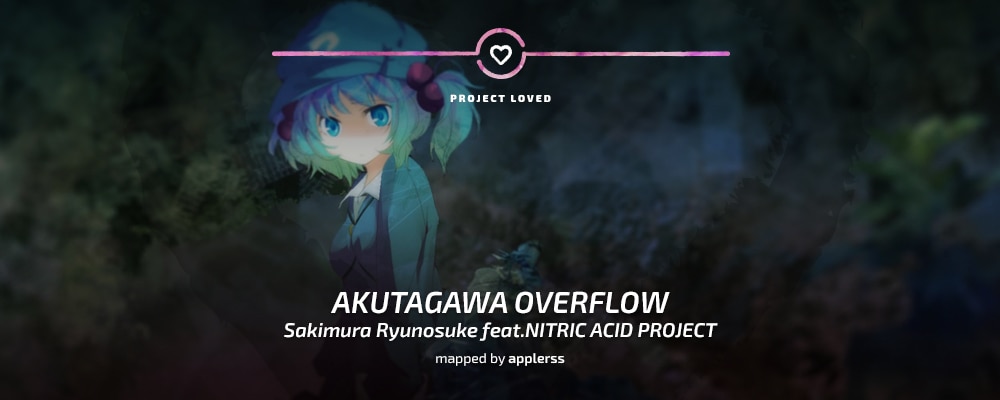 PROJECT LOVED
AKUTAGAWA OVERFLOW
Sakimura Ryunosuke feat.NITRIC ACID PROJECT
mapped by applerss